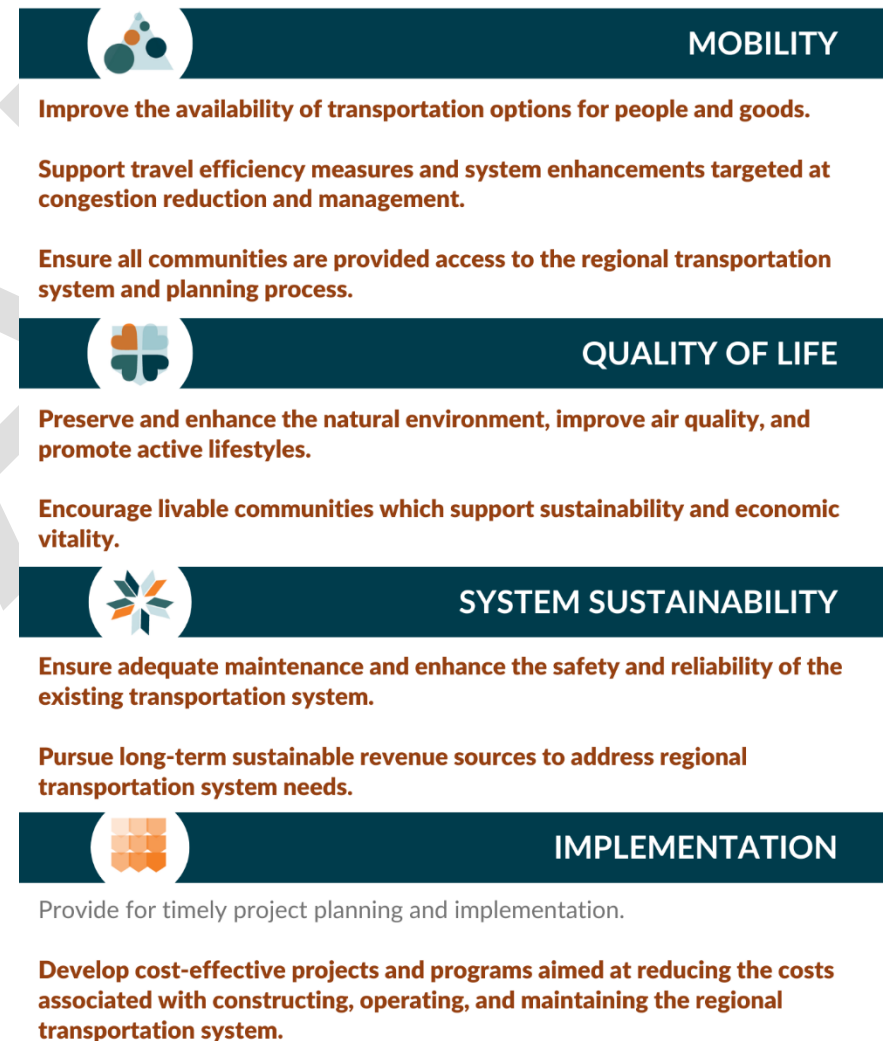 MOBILITY
Improve the availability of transportation options for people and goods.
Support travel efficiency measures and system enhancements targeted at
congestion reduction and management.
Ensure all communities are provided access to the regional transportation
system and planning process.
QUALITY OF LIFE
Preserve and enhance the natural environment, improve air quality, and
promote active lifestyles.
Encourage livable communities which support sustainability and economic
vitality.
SYSTEM SUSTAINABILITY
Ensure adequate maintenance and enhance the safety and reliability of the
existing transportation system.
Pursue long-term sustainable revenue sources to address regional
transportation system needs.
IMPLEMENTATION
Provide for timely project planning and implementation.
Develop cost-effective projects and programs aimed at reducing the costs
associated with constructing, operating, and maintaining the regional
transportation system.